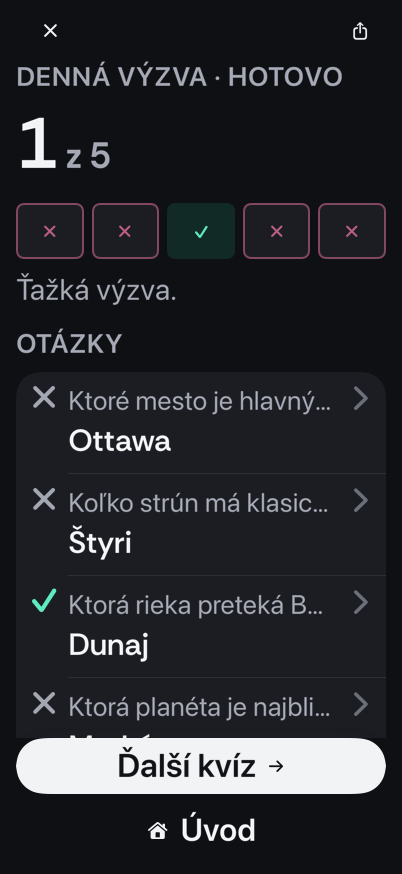 DENNÁ VÝZVA · HOTOVO
1 z 5
Ťažká výzva.
OTÁZKY
Ktoré mesto je hlavný...
Ottawa
Koľko strún má klasic...
Štyri
Ktorá rieka preteká B...
Dunaj
Ktorá planéta je najbli...
Ďalší kvíz →
Úvod